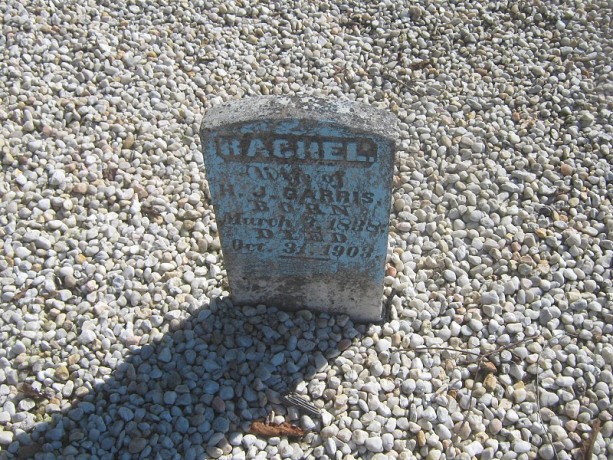 RACHEL.
Wife of
H. J. GARRIS
BORN
March
DIED
Oct. 31, 1903.